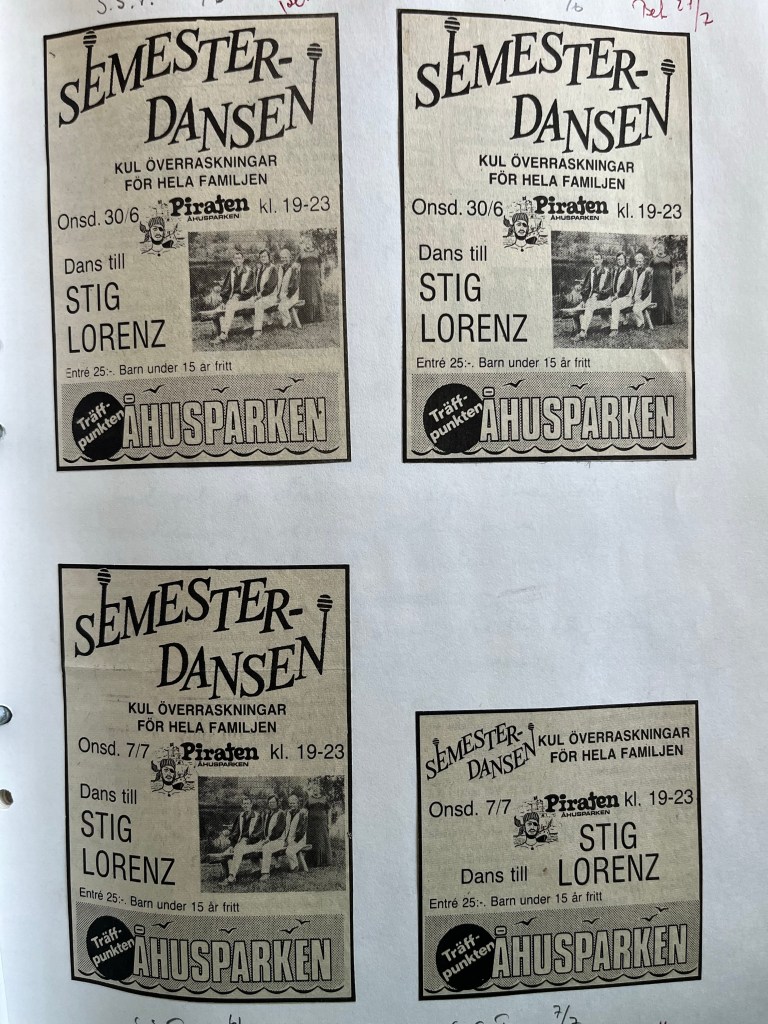 SEMESTER-
DANSEN
KUL ÖVERRASKNINGAR
FÖR HELA FAMILJEN
Onsd. 30/6 Piraten kl. 19-23
ÅHUSPARKEN
Dans till
STIG
LORENZ
Entré 25:-. Barn under 15 år fritt
Träff-
punkten
ÅHUSPARKEN
SEMESTER-
DANSEN
KUL ÖVERRASKNINGAR
FÖR HELA FAMILJEN
Onsd. 30/6 Piraten kl. 19-23
ÅHUSPARKEN
Dans till
STIG
LORENZ
Entré 25:-. Barn under 15 år fritt
Träff-
punkten
ÅHUSPARKEN
SEMESTER-
DANSEN
KUL ÖVERRASKNINGAR
FÖR HELA FAMILJEN
Onsd. 7/7 Piraten kl. 19-23
ÅHUSPARKEN
Dans till
STIG
LORENZ
Entré 25:-. Barn under 15 år fritt
Träff-
punkten
ÅHUSPARKEN
SEMESTER-
DANSEN
KUL ÖVERRASKNINGAR
FÖR HELA FAMILJEN
Onsd. 7/7 Piraten kl. 19-23
ÅHUSPARKEN
Dans till
STIG
LORENZ
Entré 25:-. Barn under 15 år fritt
Träff-
punkten
ÅHUSPARKEN
7/7